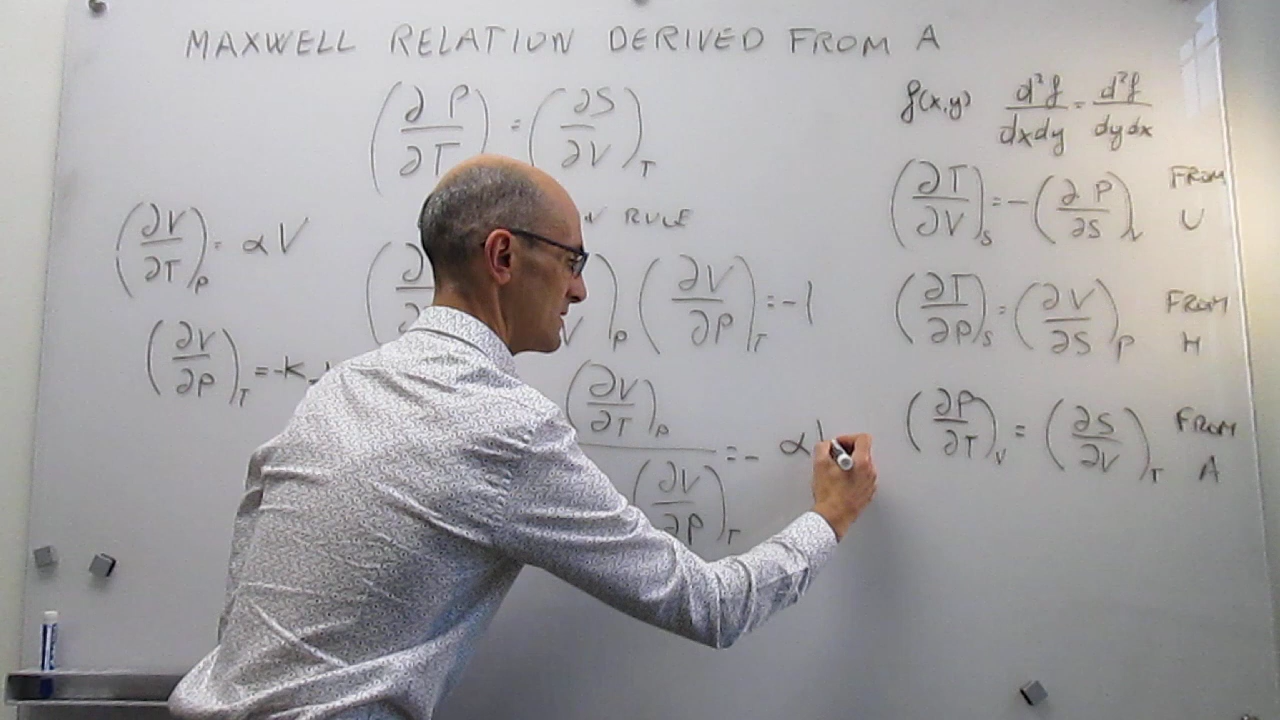 MAXWELL RELATION DERIVED FROM A
(∂P/∂T) = (∂S/∂V)_T
RULE
(∂V/∂T)_P = αV
(∂V/∂P)_T = -K
)_P (∂V/∂P)_T = -1
(∂V/∂T)_P / (∂V/∂P)_T = - α
f(x,y) d²f/dxdy = d²f/dydx
(∂T/∂V)_S = -(∂P/∂S)_V FROM U
(∂T/∂P)_S = (∂V/∂S)_P FROM H
(∂P/∂T)_V = (∂S/∂V)_T FROM A